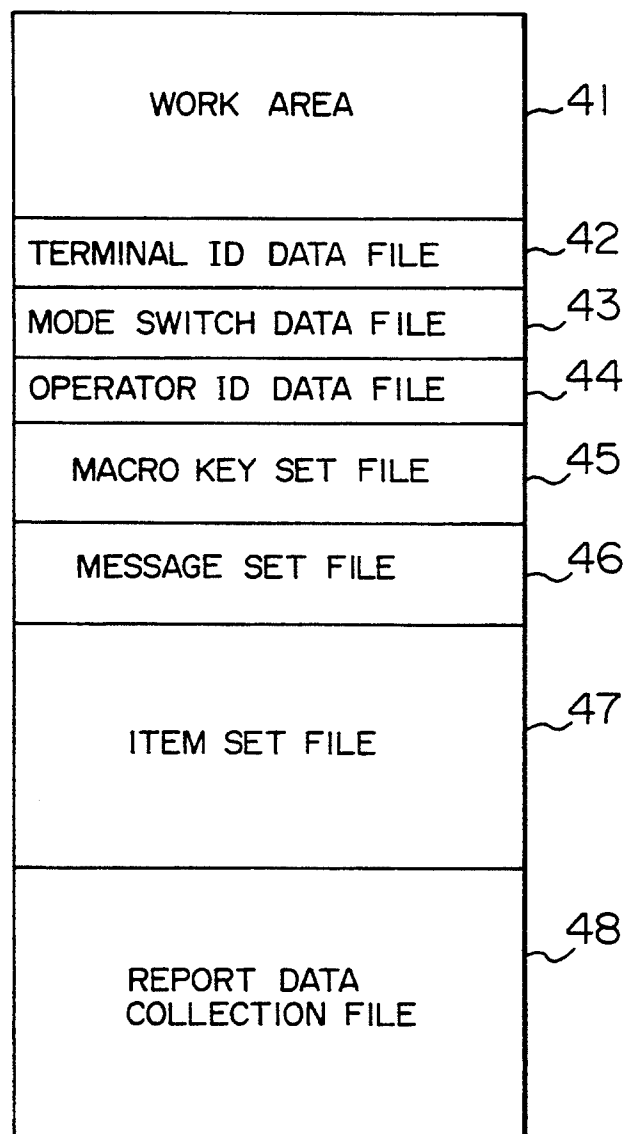 WORK AREA 41
TERMINAL ID DATA FILE 42
MODE SWITCH DATA FILE 43
OPERATOR ID DATA FILE 44
MACRO KEY SET FILE 45
MESSAGE SET FILE 46
ITEM SET FILE 47
REPORT DATA 48
COLLECTION FILE